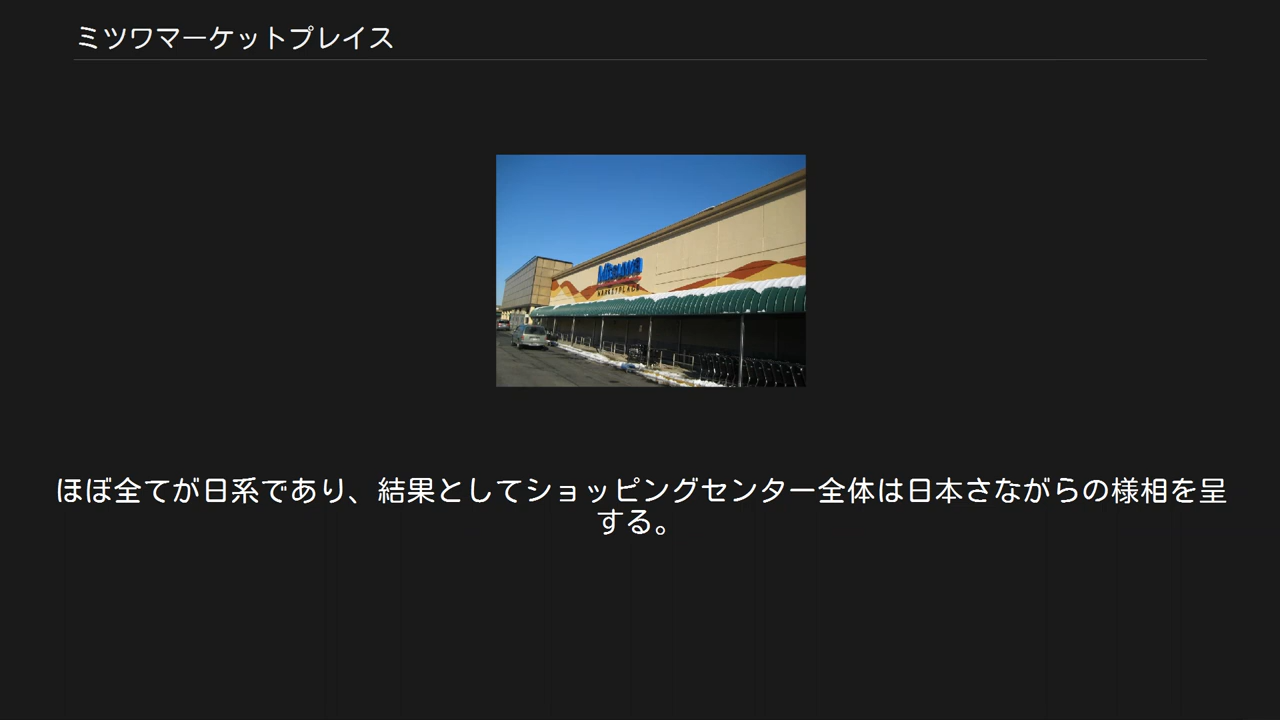 ミツワマーケットプレイス
Mitsuwa
MARKETPLACE
ほぼ全てが日系であり、結果としてショッピングセンター全体は日本さながらの様相を呈
する。